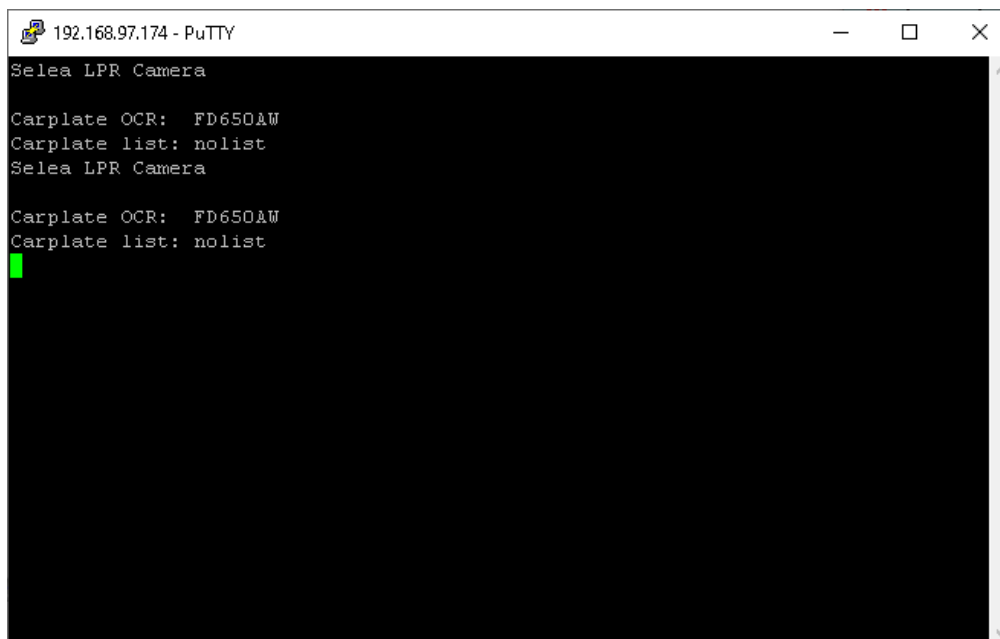 192.168.97.174 - PuTTY
Selea LPR Camera
Carplate OCR:  FD650AW
Carplate list: nolist
Selea LPR Camera
Carplate OCR:  FD650AW
Carplate list: nolist